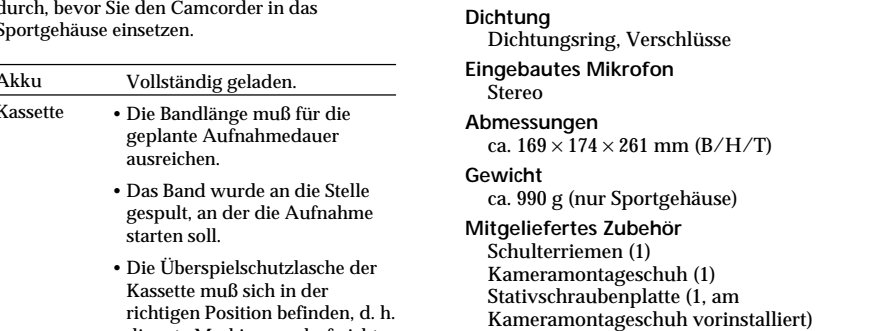 durch, bevor Sie den Camcorder in das
Sportgehäuse einsetzen.
Akku Vollständig geladen.
Kassette • Die Bandlänge muß für die
geplante Aufnahmedauer
ausreichen.
• Das Band wurde an die Stelle
gespult, an der die Aufnahme
starten soll.
• Die Überspielschutzlasche der
Kassette muß sich in der
richtigen Position befinden, d. h.
Dichtung
Dichtungsring, Verschlüsse
Eingebautes Mikrofon
Stereo
Abmessungen
ca. 169 × 174 × 261 mm (B/H/T)
Gewicht
ca. 990 g (nur Sportgehäuse)
Mitgeliefertes Zubehör
Schulterriemen (1)
Kameramontageschuh (1)
Stativschraubenplatte (1, am
Kameramontageschuh vorinstalliert)